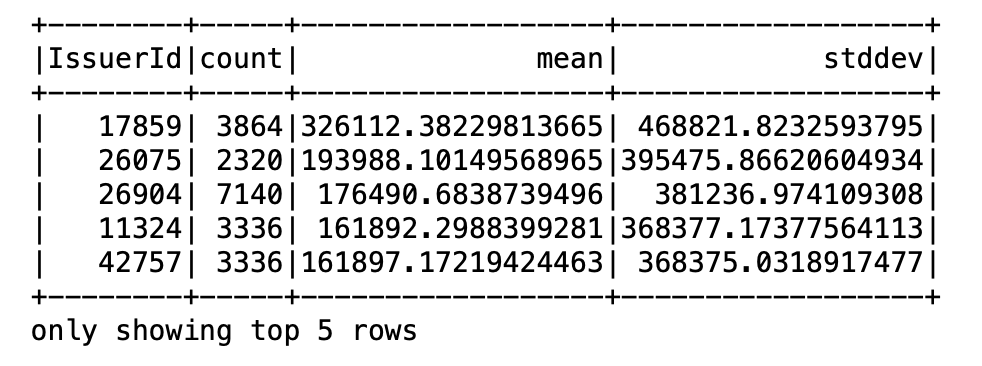 +--------+-----+------------------+------------------+
|IssuerId|count|              mean|            stddev|
+--------+-----+------------------+------------------+
|   17859| 3864|326112.38229813665| 468821.8232593795|
|   26075| 2320|193988.10149568965|395475.86620604934|
|   26904| 7140| 176490.6838739496|  381236.974109308|
|   11324| 3336| 161892.2988399281|368377.17377564113|
|   42757| 3336|161897.17219424463| 368375.0318917477|
+--------+-----+------------------+------------------+
only showing top 5 rows